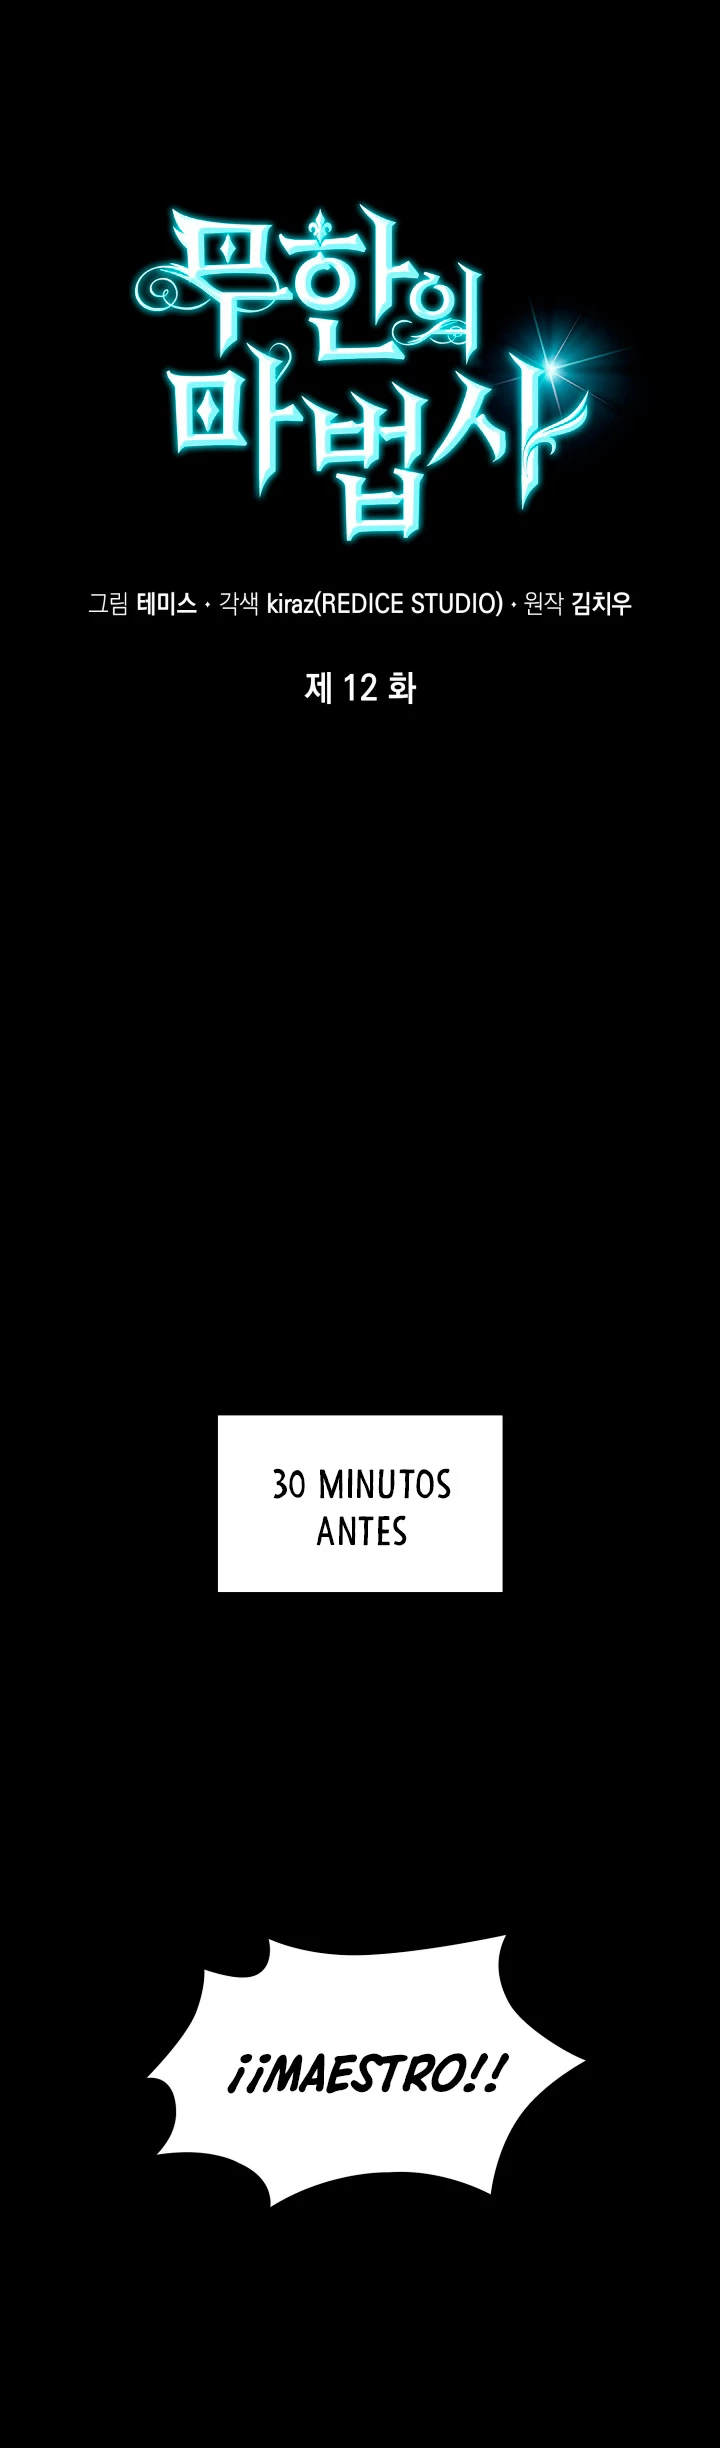 무한의
마법사
그림 테미스 · 각색 kiraz(REDICE STUDIO) · 원작 김치우
제 12 화
30 MINUTOS
ANTES
¡¡MAESTRO!!